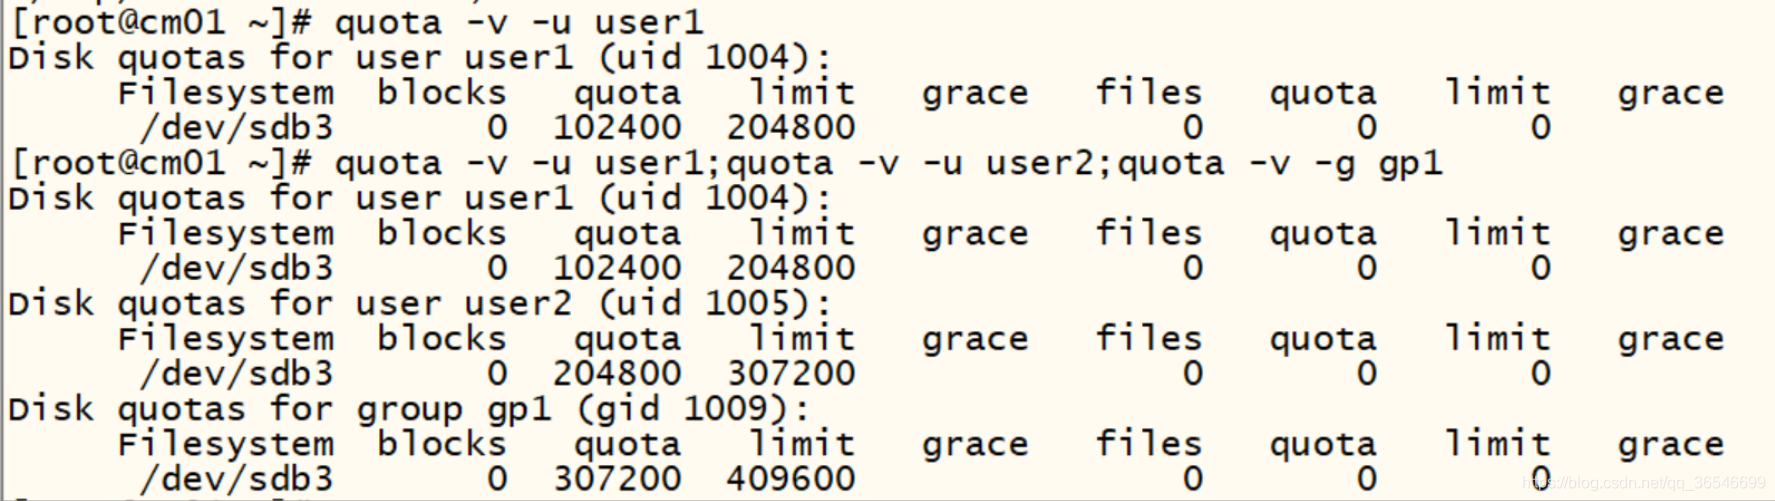 [root@cm01 ~]# quota -v -u user1
Disk quotas for user user1 (uid 1004):
     Filesystem  blocks   quota   limit   grace   files   quota   limit   grace
      /dev/sdb3       0  102400  204800               0       0       0
[root@cm01 ~]# quota -v -u user1;quota -v -u user2;quota -v -g gp1
Disk quotas for user user1 (uid 1004):
     Filesystem  blocks   quota   limit   grace   files   quota   limit   grace
      /dev/sdb3       0  102400  204800               0       0       0
Disk quotas for user user2 (uid 1005):
     Filesystem  blocks   quota   limit   grace   files   quota   limit   grace
      /dev/sdb3       0  204800  307200               0       0       0
Disk quotas for group gp1 (gid 1009):
     Filesystem  blocks   quota   limit   grace   files   quota   limit   grace
      /dev/sdb3       0  307200  409600               0       0       0
https://blog.csdn.net/qq_36546699